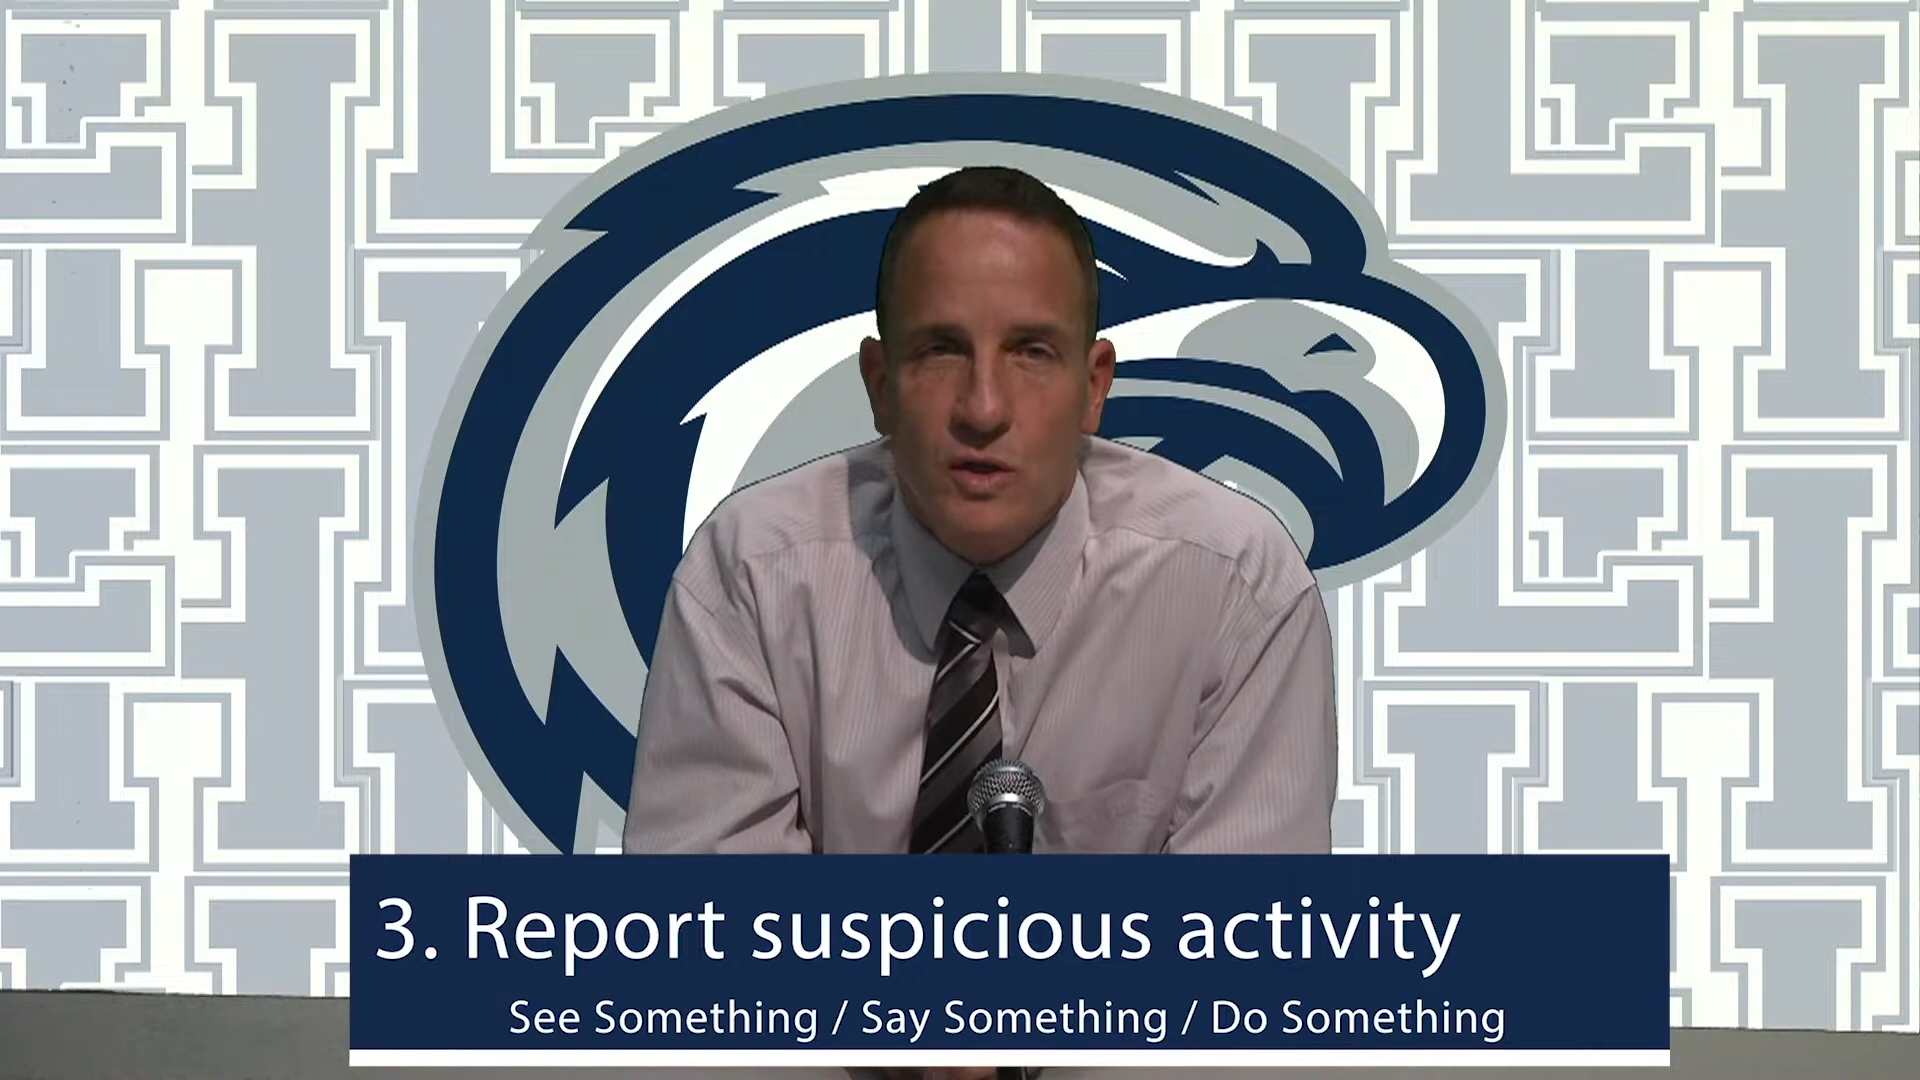 3. Report suspicious activity
See Something / Say Something / Do Something